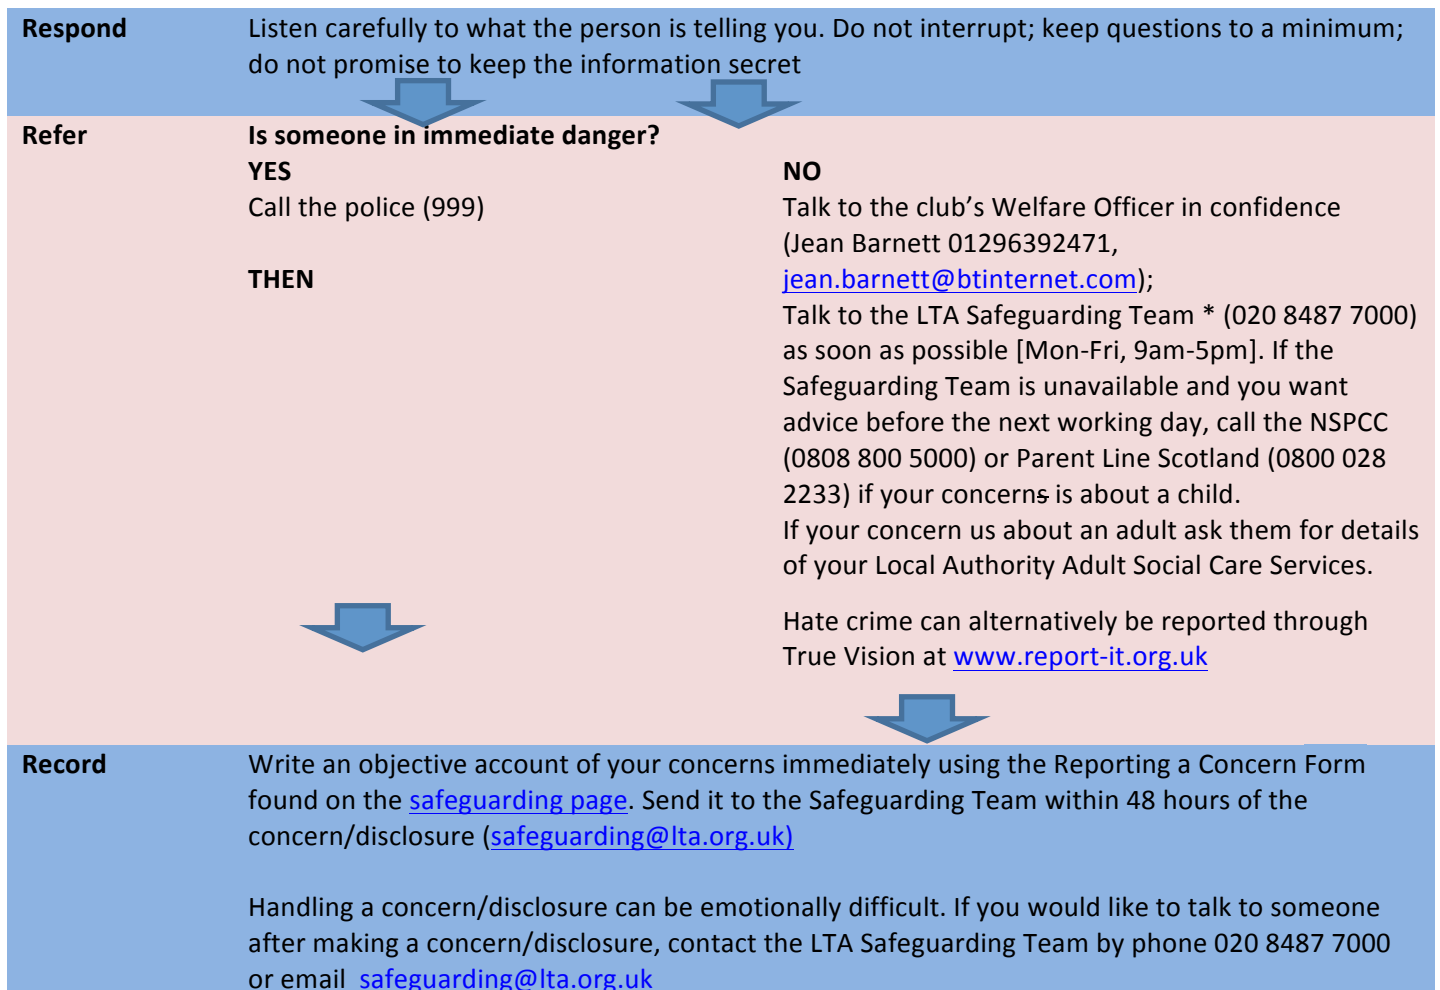 Respond
Listen carefully to what the person is telling you. Do not interrupt; keep questions to a minimum;
do not promise to keep the information secret
Refer
Is someone in immediate danger?
YES
Call the police (999)
THEN
NO
Talk to the club’s Welfare Officer in confidence
(Jean Barnett 01296392471,
jean.barnett@btinternet.com);
Talk to the LTA Safeguarding Team * (020 8487 7000)
as soon as possible [Mon-Fri, 9am-5pm]. If the
Safeguarding Team is unavailable and you want
advice before the next working day, call the NSPCC
(0808 800 5000) or Parent Line Scotland (0800 028
2233) if your concerns is about a child.
If your concern us about an adult ask them for details
of your Local Authority Adult Social Care Services.
Hate crime can alternatively be reported through
True Vision at www.report-it.org.uk
Record
Write an objective account of your concerns immediately using the Reporting a Concern Form
found on the safeguarding page. Send it to the Safeguarding Team within 48 hours of the
concern/disclosure (safeguarding@lta.org.uk)
Handling a concern/disclosure can be emotionally difficult. If you would like to talk to someone
after making a concern/disclosure, contact the LTA Safeguarding Team by phone 020 8487 7000
or email safeguarding@lta.org.uk